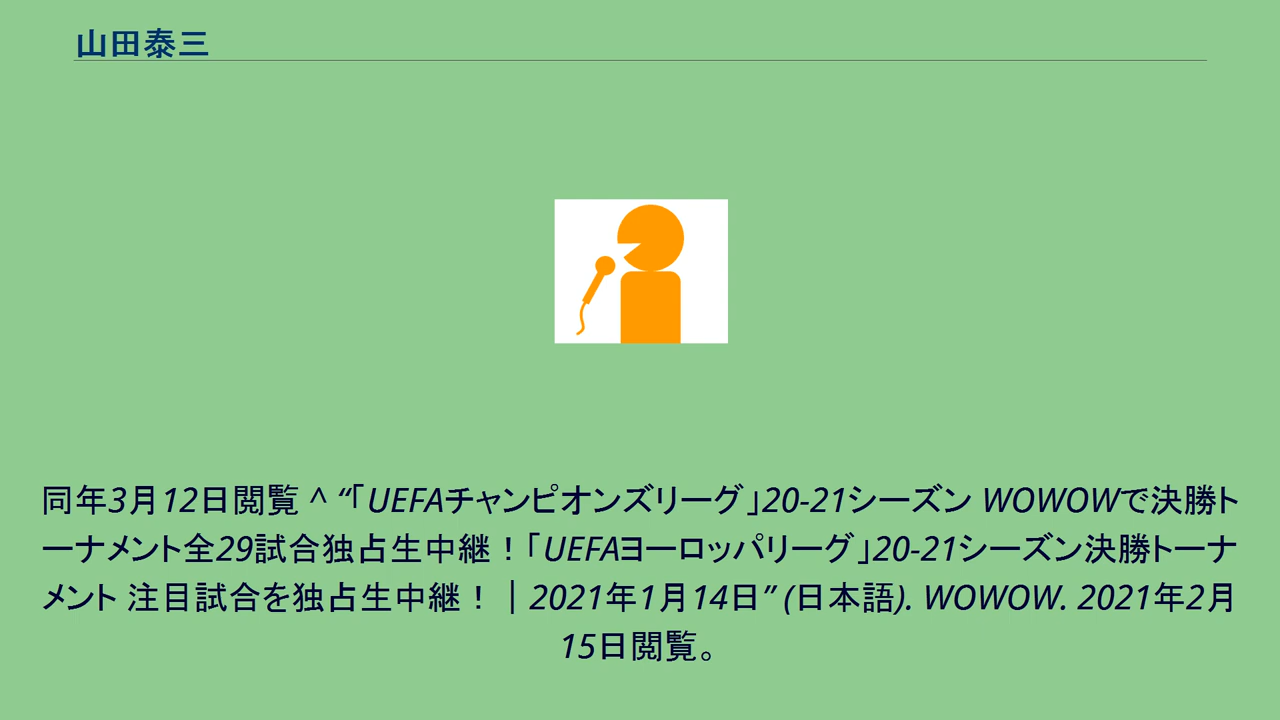 山田泰三
同年3月12日閲覧 ^ “「UEFAチャンピオンズリーグ」20-21シーズン WOWOWで決勝ト
ーナメント全29試合独占生中継！「UEFAヨーロッパリーグ」20-21シーズン決勝トーナ
メント 注目試合を独占生中継！｜2021年1月14日” (日本語). WOWOW. 2021年2月
15日閲覧。